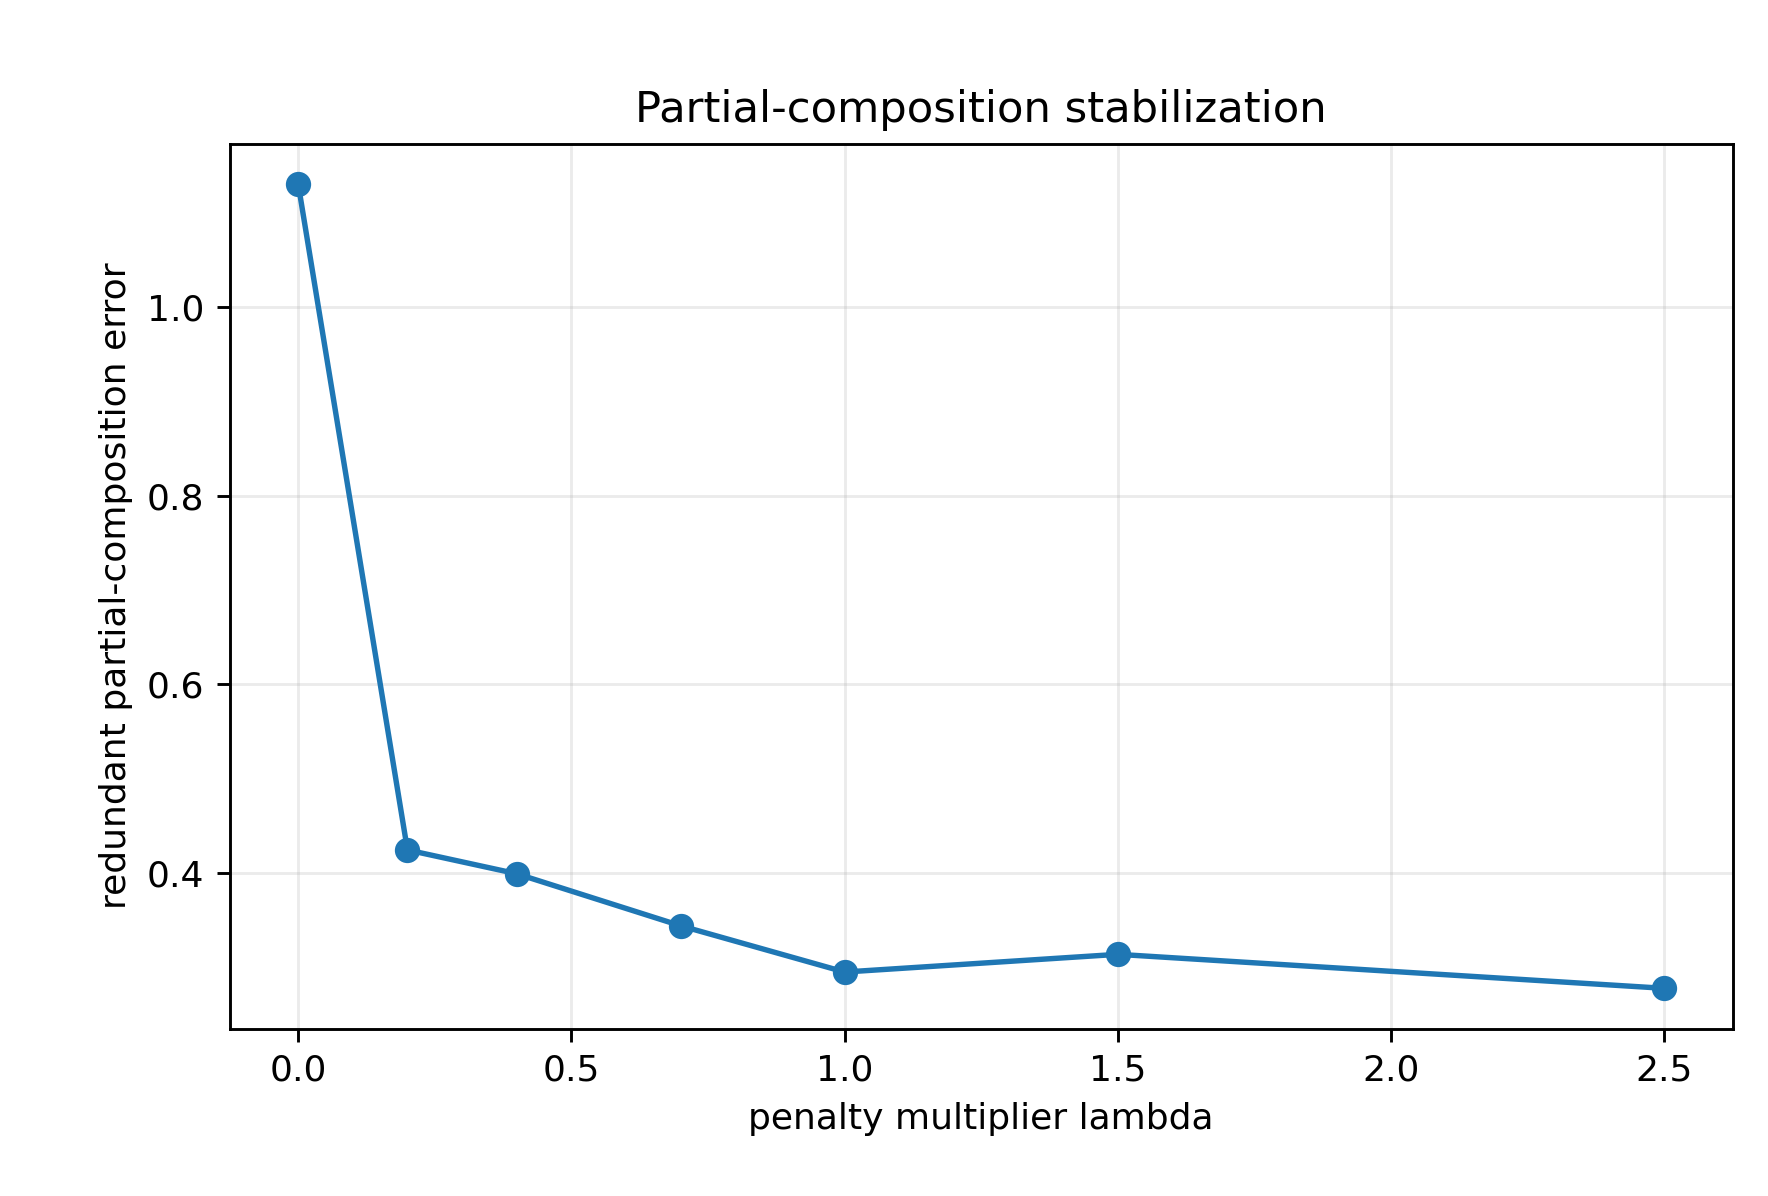 Partial-composition stabilization
redundant partial-composition error
1.0
0.8
0.6
0.4
0.0 0.5 1.0 1.5 2.0 2.5
penalty multiplier lambda